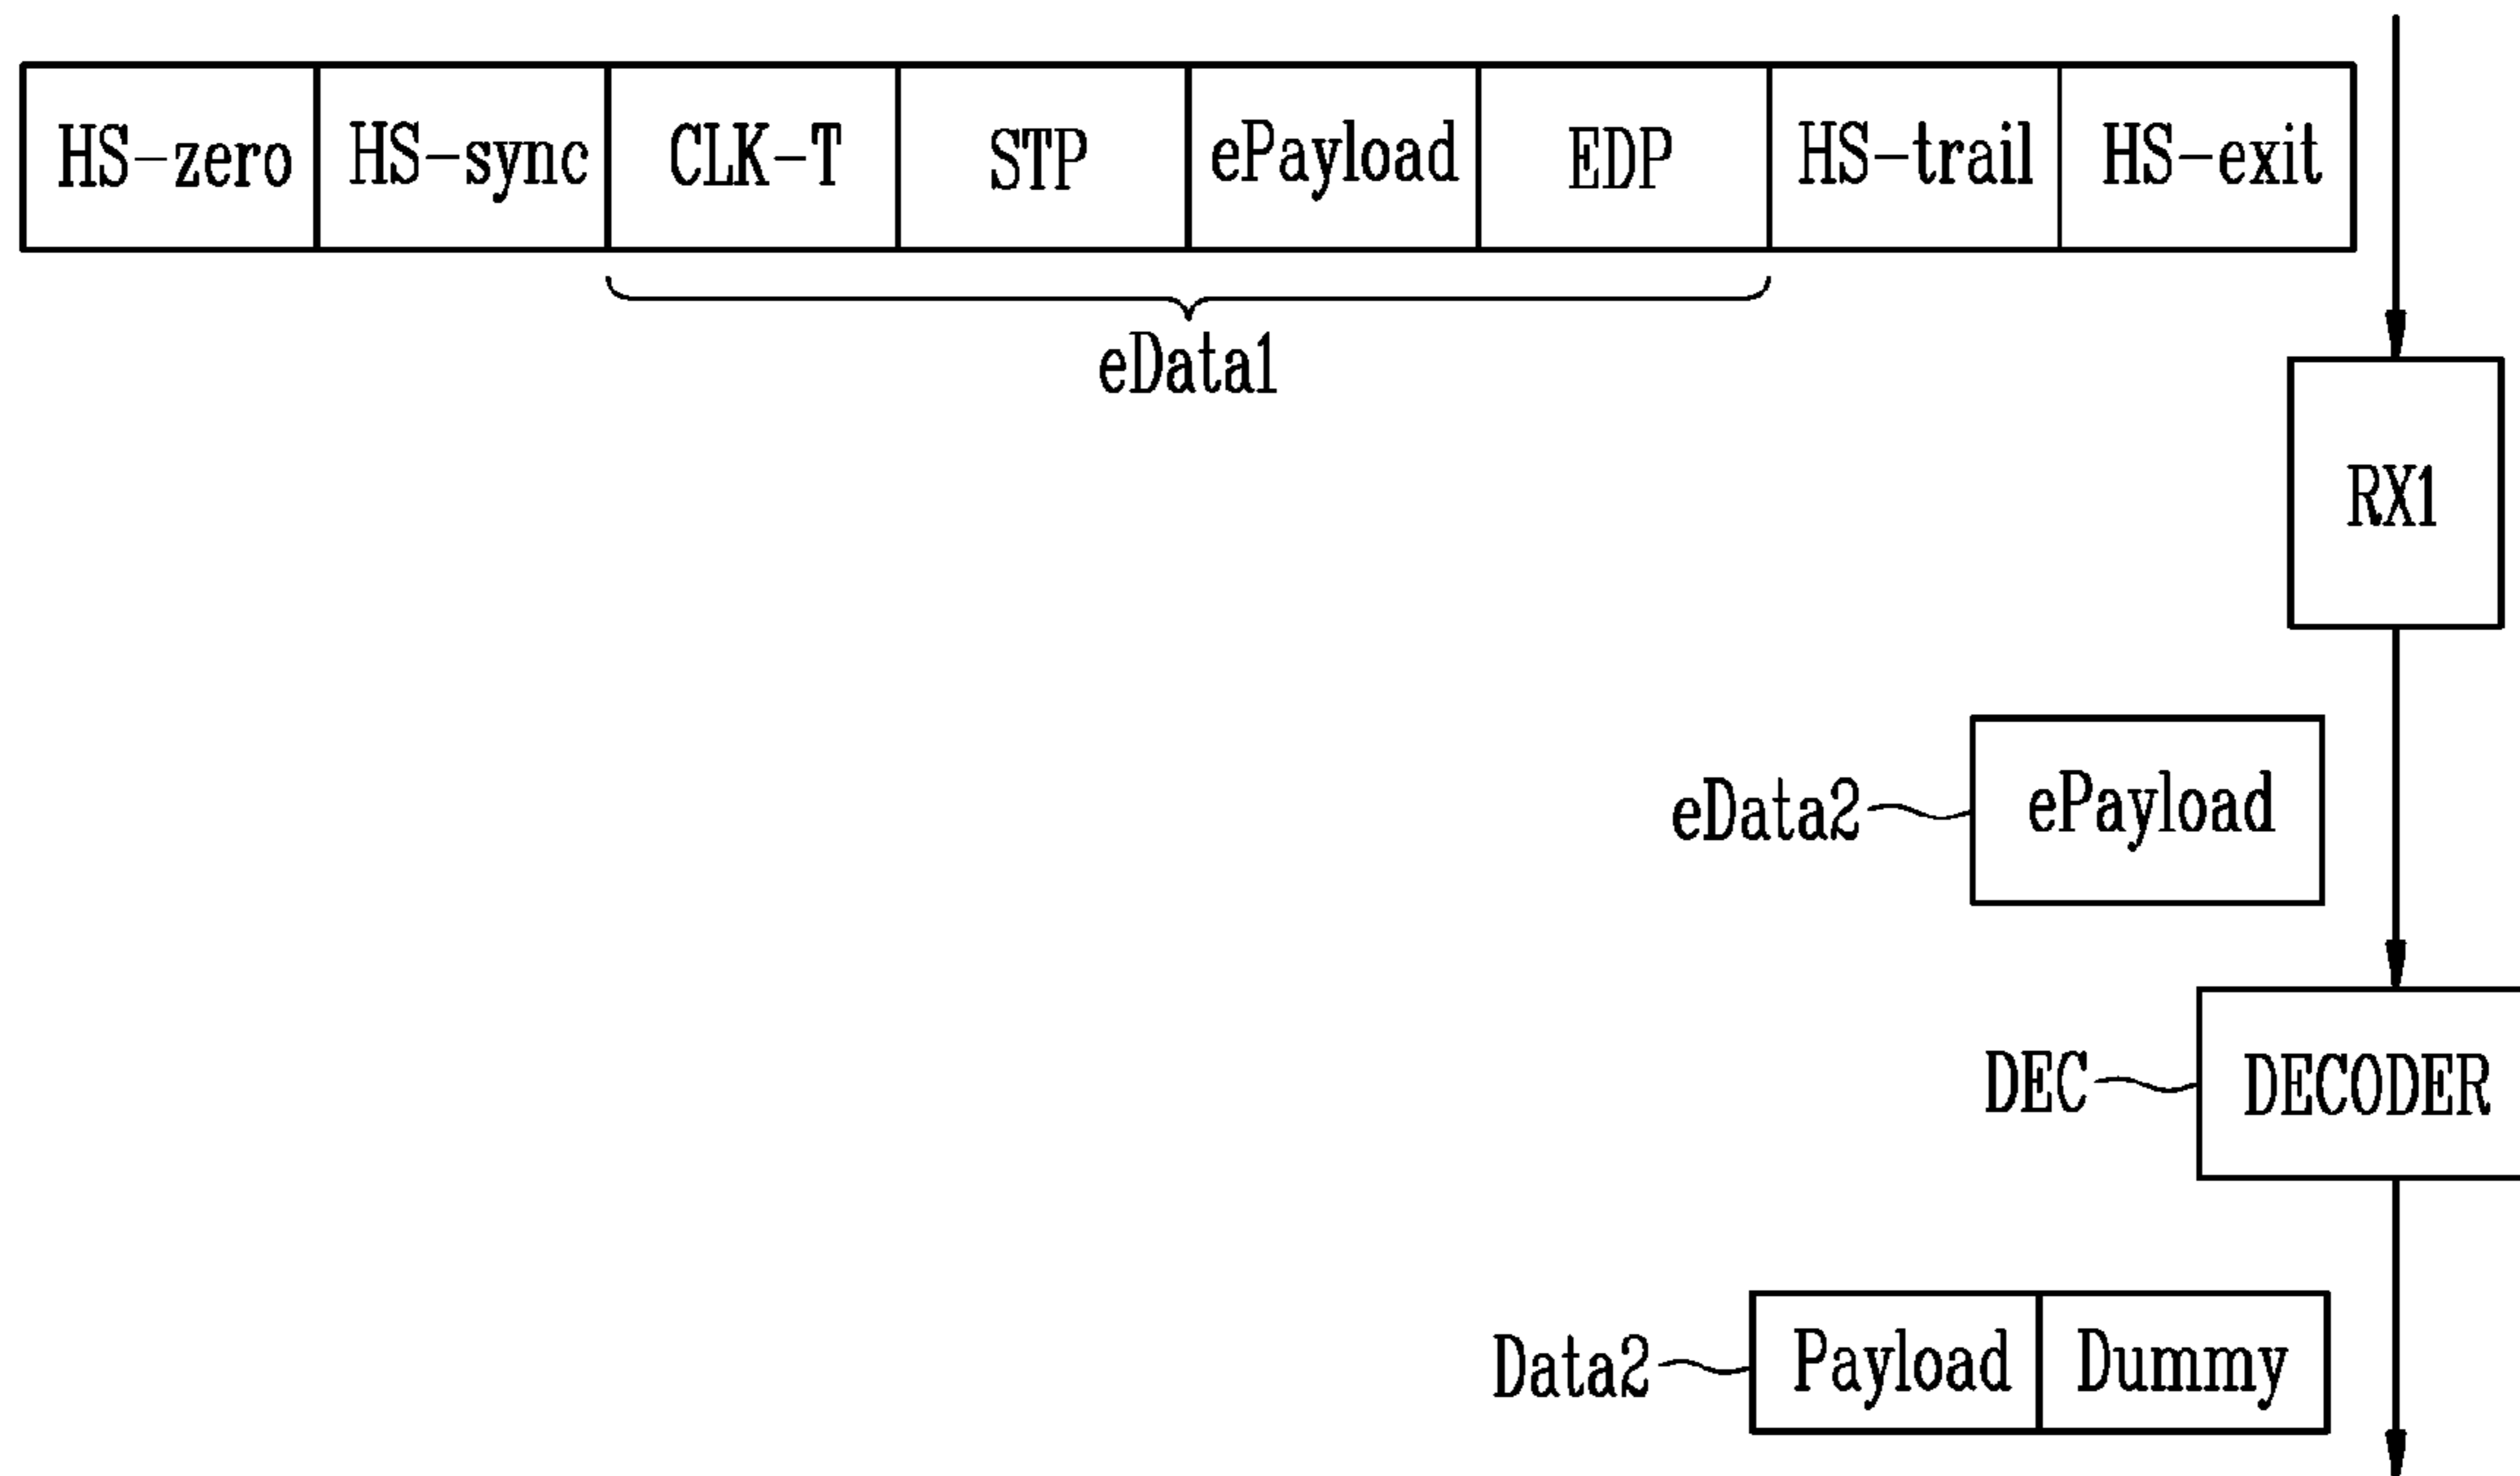 HS-zero HS-sync CLK-T STP ePayload EDP HS-trail HS-exit
eData1
RX1
eData2 ePayload
DEC DECODER
Data2 Payload Dummy